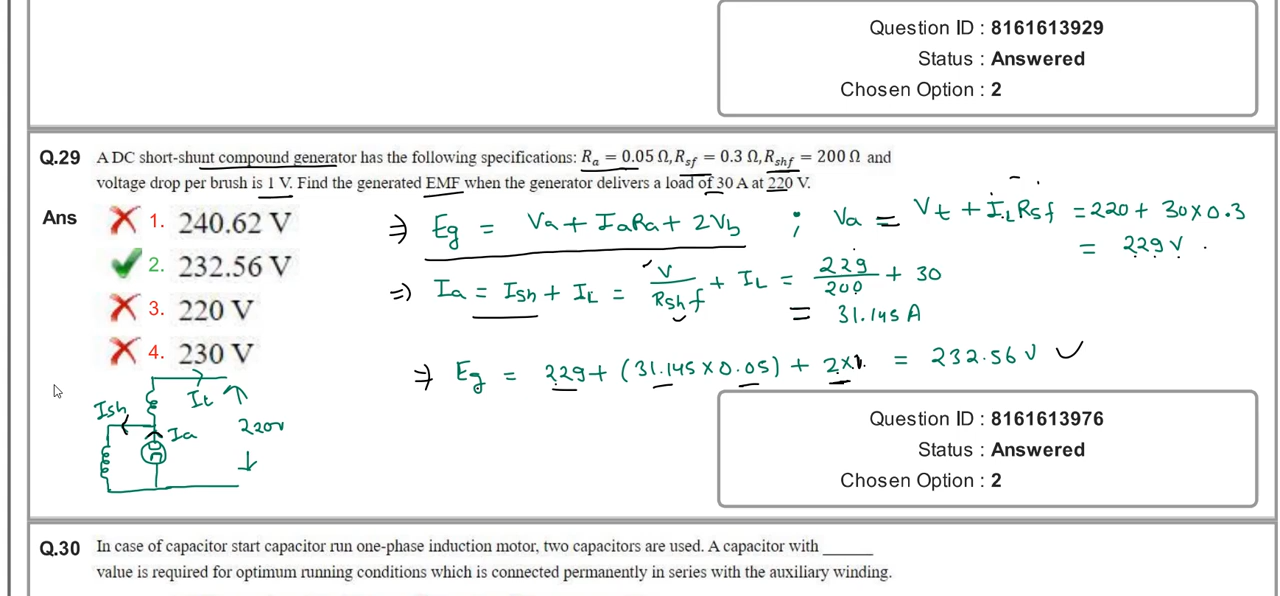 Question ID : 8161613929
Status : Answered
Chosen Option : 2
Q.29 A DC short-shunt compound generator has the following specifications: Rₐ = 0.05 Ω, R_sf = 0.3 Ω, R_shf = 200 Ω and
voltage drop per brush is 1 V. Find the generated EMF when the generator delivers a load of 30 A at 220 V.
Ans 1. 240.62 V
2. 232.56 V
3. 220 V
4. 230 V
⇒ Eg = Va + IaRa + 2Vb ; Va = Vt + I_L Rsf = 220 + 30 × 0.3
= 229 V .
⇒ Ia = Ish + I_L = V / Rshf + I_L = 229 / 200 + 30
= 31.145 A
⇒ Eg = 229 + (31.145 × 0.05) + 2×1. = 232.56 V ✓
It
Ish
Ia
220V
Question ID : 8161613976
Status : Answered
Chosen Option : 2
Q.30 In case of capacitor start capacitor run one-phase induction motor, two capacitors are used. A capacitor with ______
value is required for optimum running conditions which is connected permanently in series with the auxiliary winding.